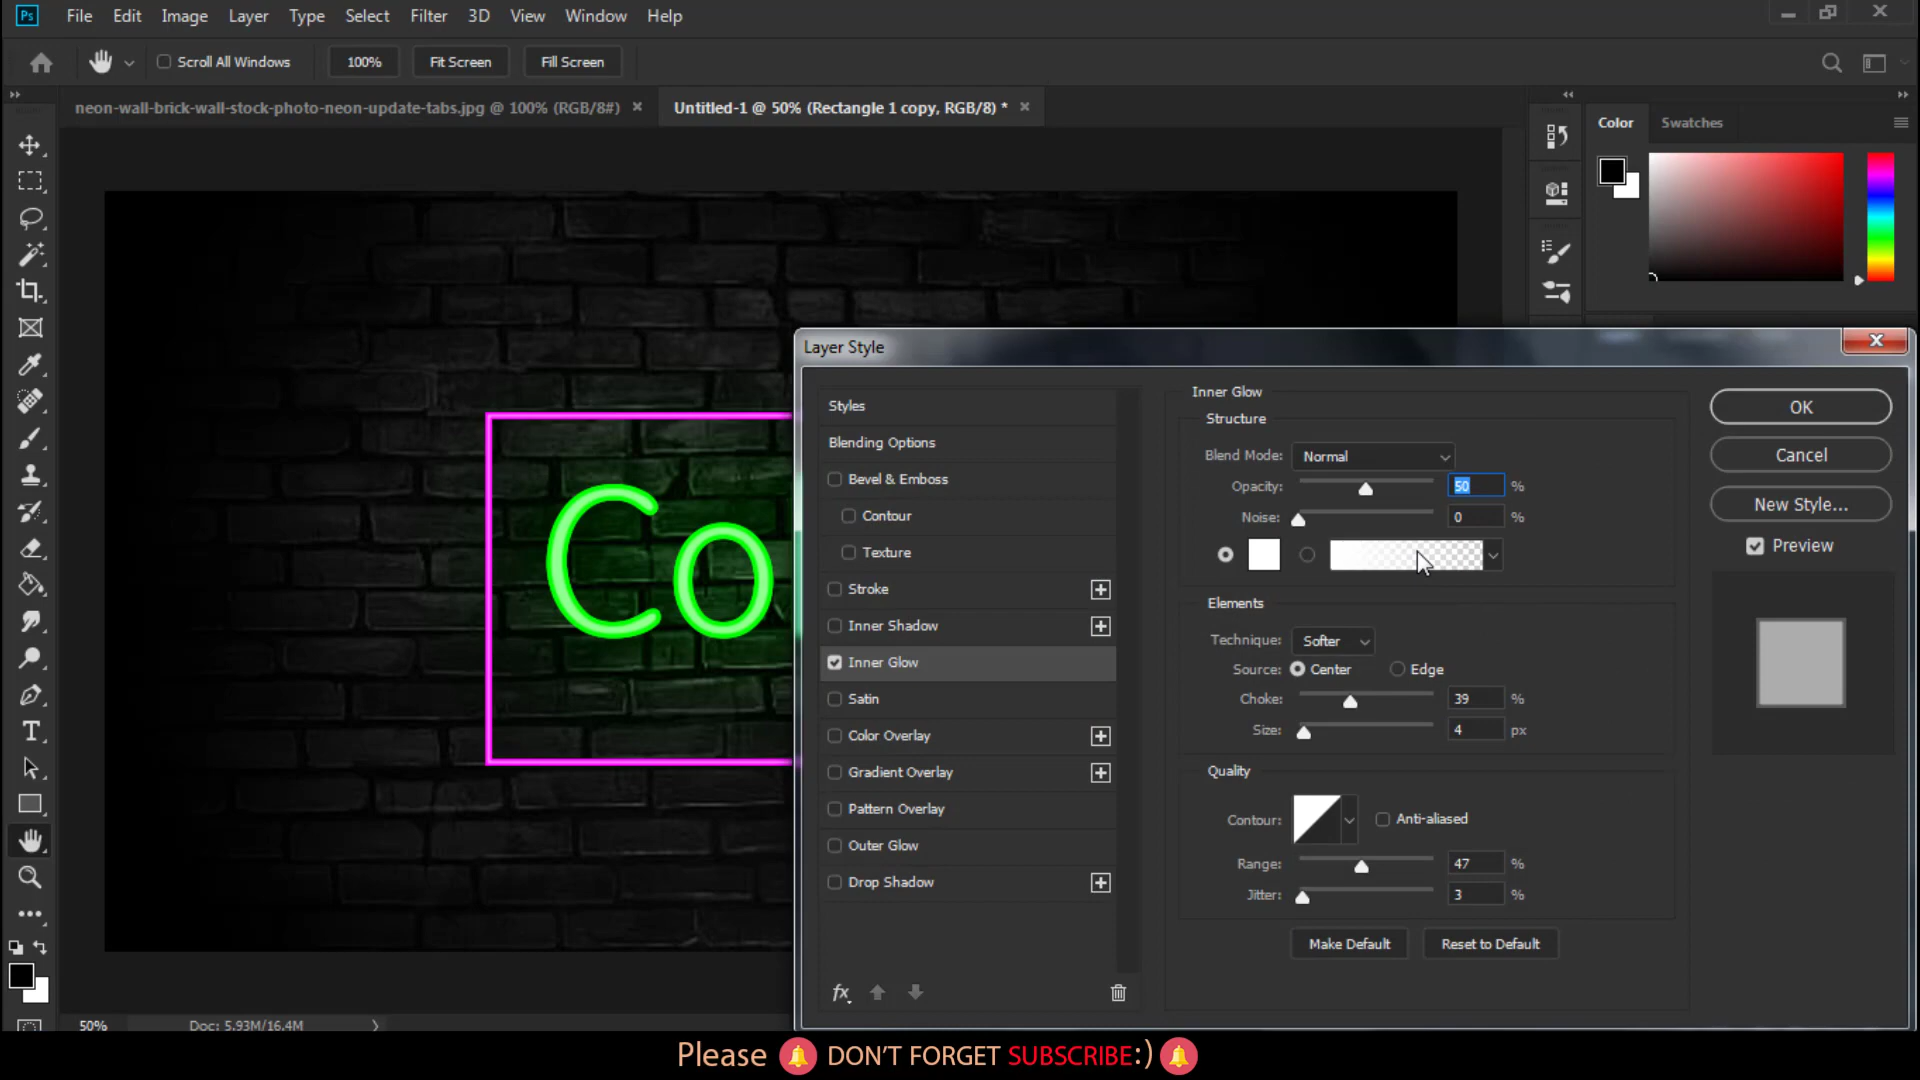 Ps File Edit Image Layer Type Select Filter 3D View Window Help
Scroll All Windows 100% Fit Screen Fill Screen
neon-wall-brick-wall-stock-photo-neon-update-tabs.jpg @ 100% (RGB/8#) × Untitled-1 @ 50% (Rectangle 1 copy, RGB/8) * ×
Color Swatches
Co
Layer Style
Styles
Blending Options
Bevel & Emboss
Contour
Texture
Stroke
Inner Shadow
Inner Glow
Satin
Color Overlay
Gradient Overlay
Pattern Overlay
Outer Glow
Drop Shadow
fx
Inner Glow
Structure
Blend Mode: Normal
Opacity: 50 %
Noise: 0 %
Elements
Technique: Softer
Source: Center Edge
Choke: 39 %
Size: 4 px
Quality
Contour: Anti-aliased
Range: 47 %
Jitter: 3 %
Make Default Reset to Default
OK
Cancel
New Style...
Preview
50% Doc: 5.93M/16.4M
Please DON'T FORGET SUBSCRIBE:)